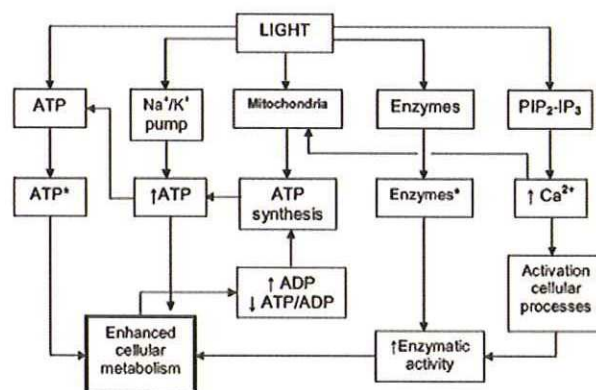 LIGHT
ATP
Na⁺/K⁺
pump
Mitochondria
Enzymes
PIP₂-IP₃
ATP*
↑ATP
ATP
synthesis
Enzymes*
↑ Ca²⁺
↑ ADP
↓ ATP/ADP
Activation
cellular
processes
Enhanced
cellular
metabolism
↑Enzymatic
activity